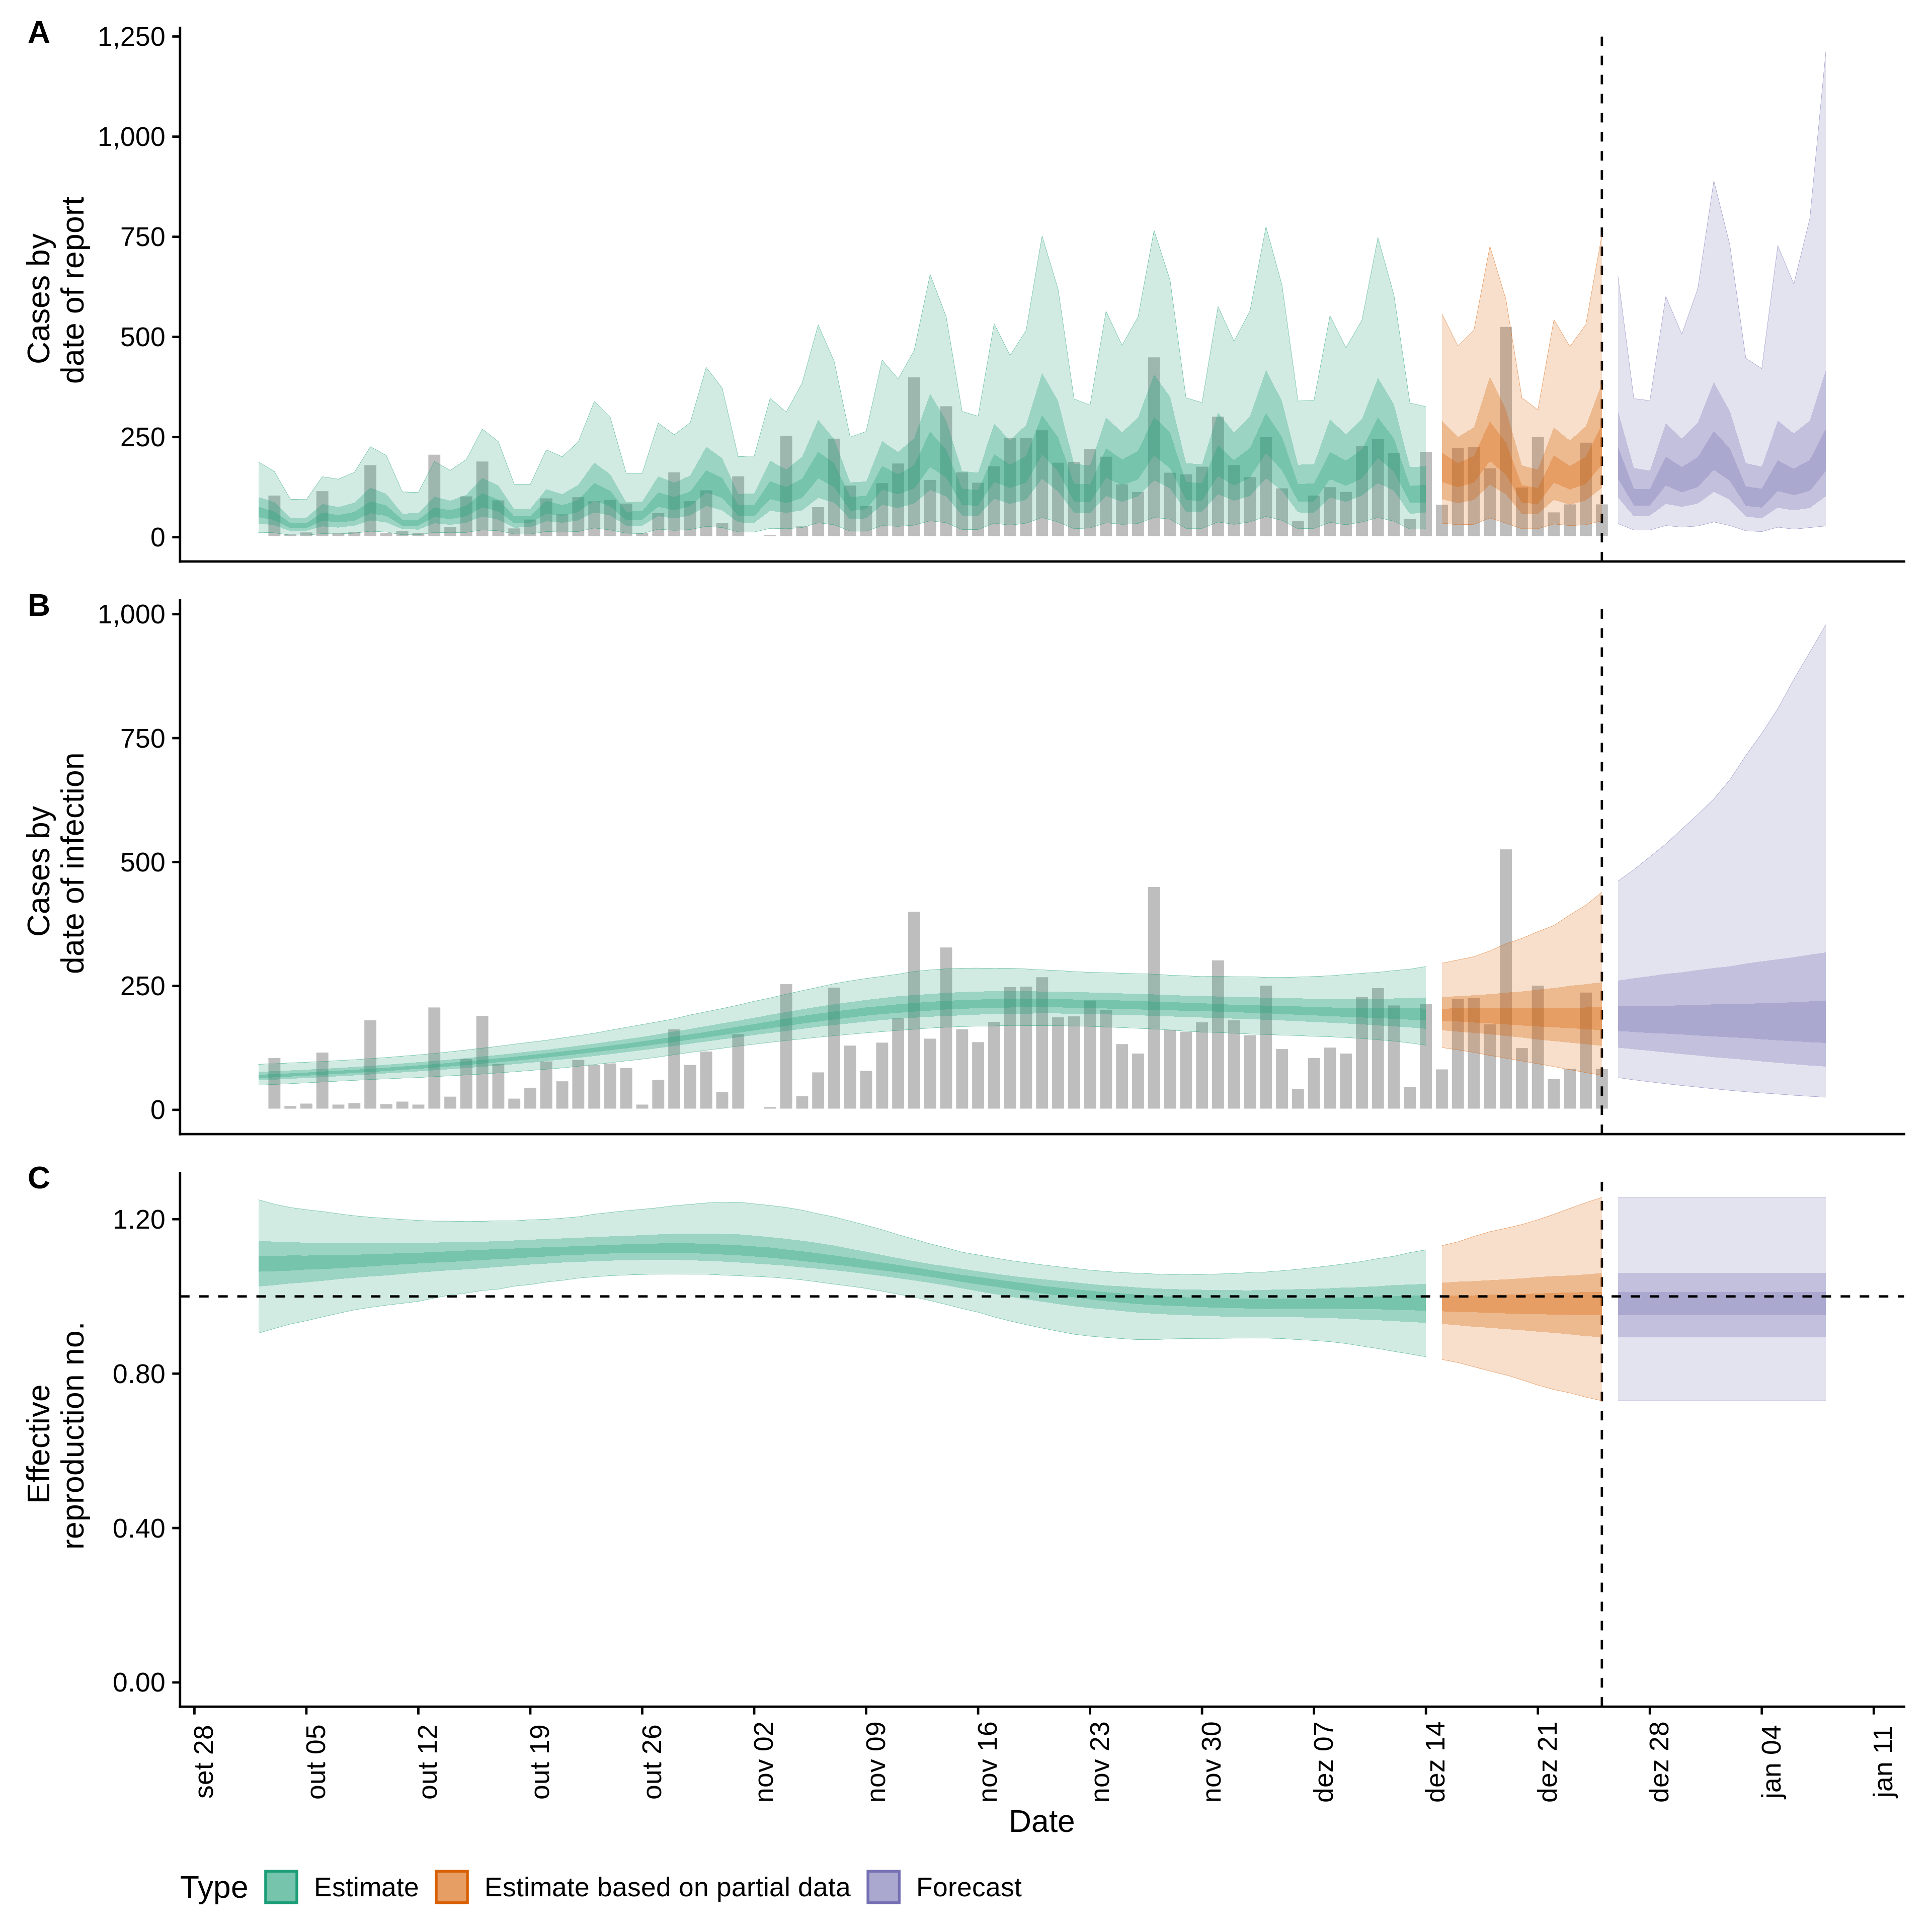 A
1,250
1,000
750
500
250
0
Cases by
date of report
B
1,000
750
500
250
0
Cases by
date of infection
C
1.20
0.80
0.40
0.00
Effective
reproduction no.
set 28
out 05
out 12
out 19
out 26
nov 02
nov 09
nov 16
nov 23
nov 30
dez 07
dez 14
dez 21
dez 28
jan 04
jan 11
Date
Type Estimate Estimate based on partial data Forecast